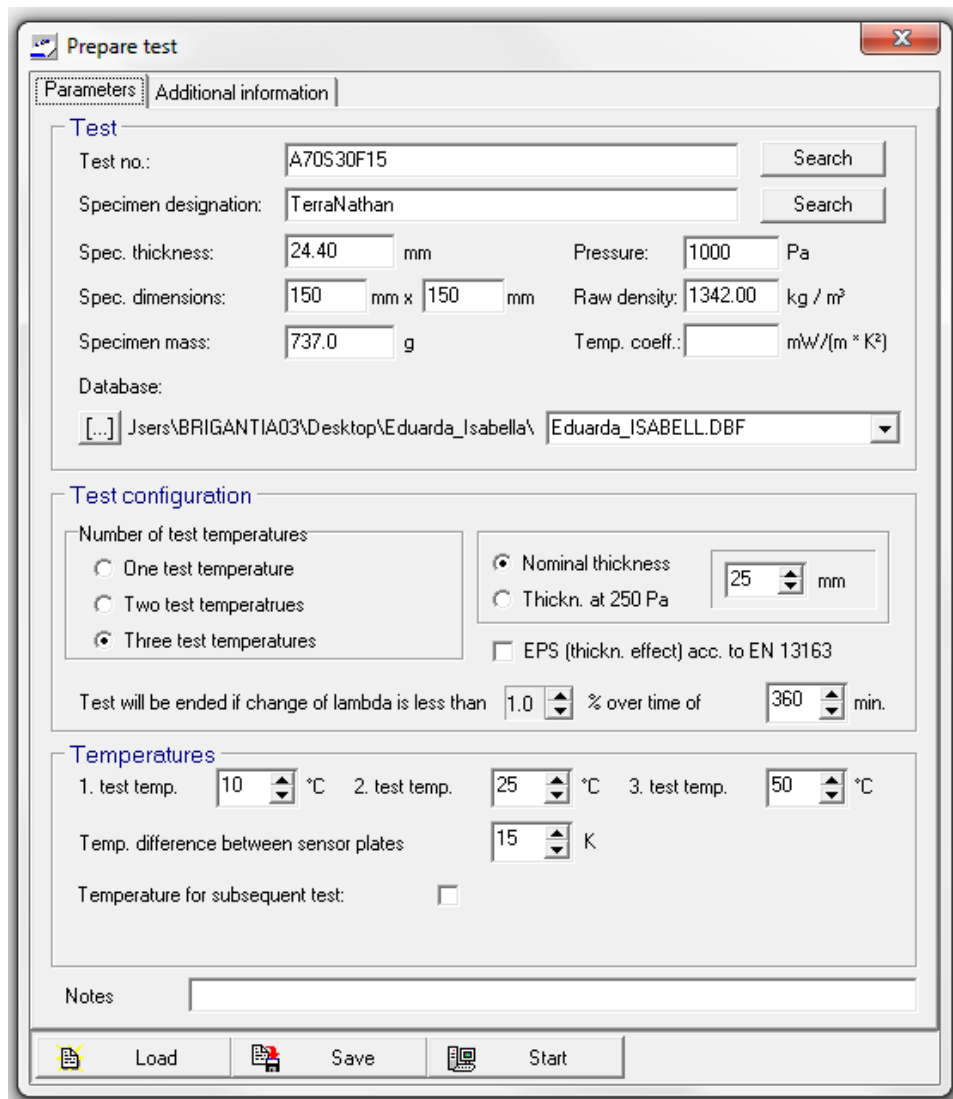 Prepare test
Parameters Additional information
Test
Test no.: A70S30F15 Search
Specimen designation: TerraNathan Search
Spec. thickness: 24.40 mm Pressure: 1000 Pa
Spec. dimensions: 150 mm x 150 mm Raw density: 1342.00 kg / m³
Specimen mass: 737.0 g Temp. coeff.: mW/(m * K²)
Database:
[...] Jsers\BRIGANTIA03\Desktop\Eduarda_Isabella\ Eduarda_ISABELL.DBF
Test configuration
Number of test temperatures
One test temperature
Two test temperatrues
Three test temperatures
Nominal thickness 25 mm
Thickn. at 250 Pa
EPS (thickn. effect) acc. to EN 13163
Test will be ended if change of lambda is less than 1.0 % over time of 360 min.
Temperatures
1. test temp. 10 °C 2. test temp. 25 °C 3. test temp. 50 °C
Temp. difference between sensor plates 15 K
Temperature for subsequent test:
Notes
Load Save Start